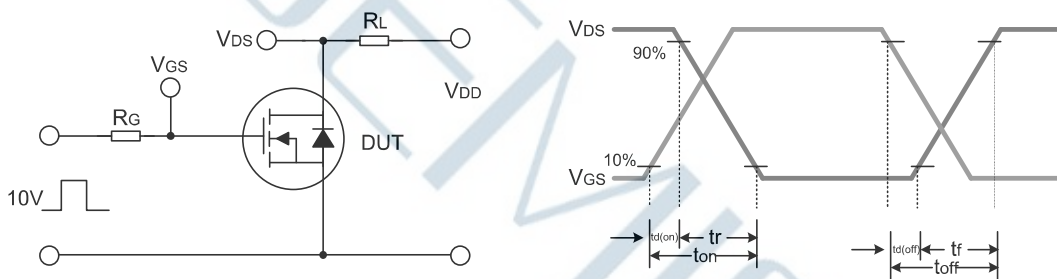 RL
VDS
VGS
VDD
RG
DUT
10V
VDS
90%
10%
VGS
td(on)
tr
ton
td(off)
tf
toff